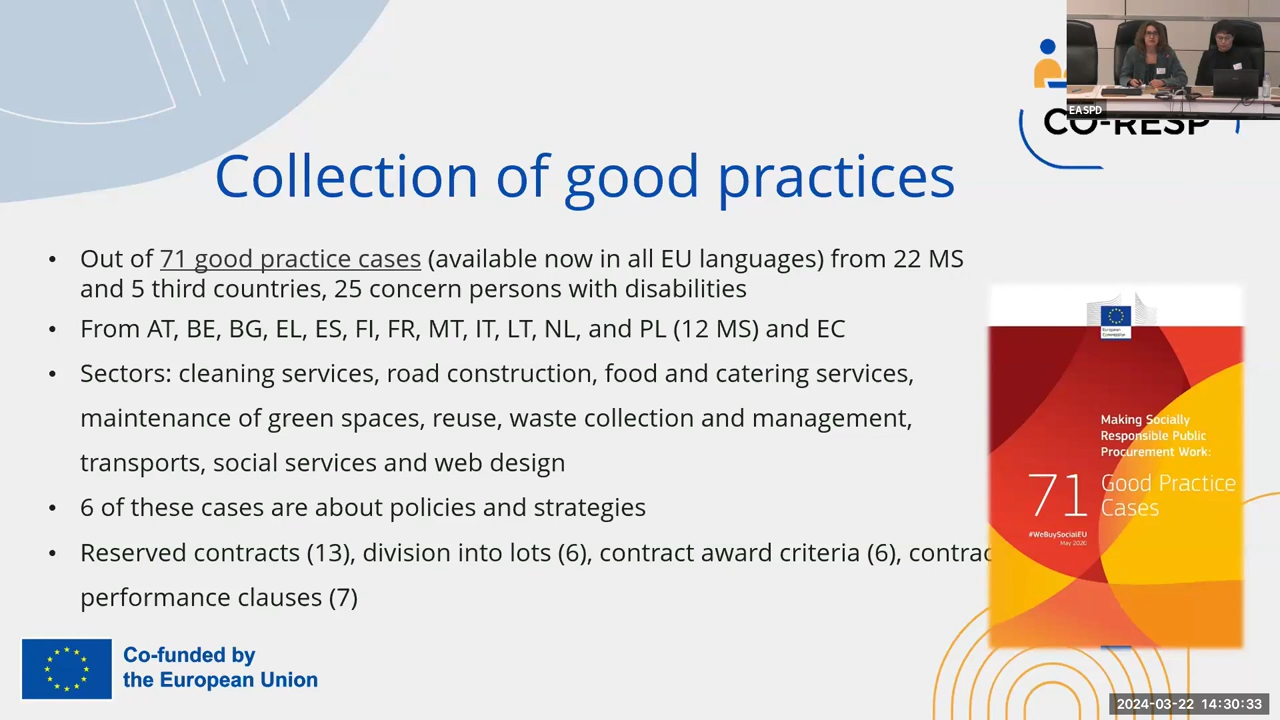 EASPD
CO-RESP
Collection of good practices
• Out of 71 good practice cases (available now in all EU languages) from 22 MS
and 5 third countries, 25 concern persons with disabilities
• From AT, BE, BG, EL, ES, FI, FR, MT, IT, LT, NL, and PL (12 MS) and EC
• Sectors: cleaning services, road construction, food and catering services,
maintenance of green spaces, reuse, waste collection and management,
transports, social services and web design
• 6 of these cases are about policies and strategies
• Reserved contracts (13), division into lots (6), contract award criteria (6), contrac
performance clauses (7)
European
Commission
Making Socially
Responsible Public
Procurement Work:
71 Good Practice
Cases
#WeBuySocialEU
May 2020
Co-funded by
the European Union
2024-03-22 14:30:33